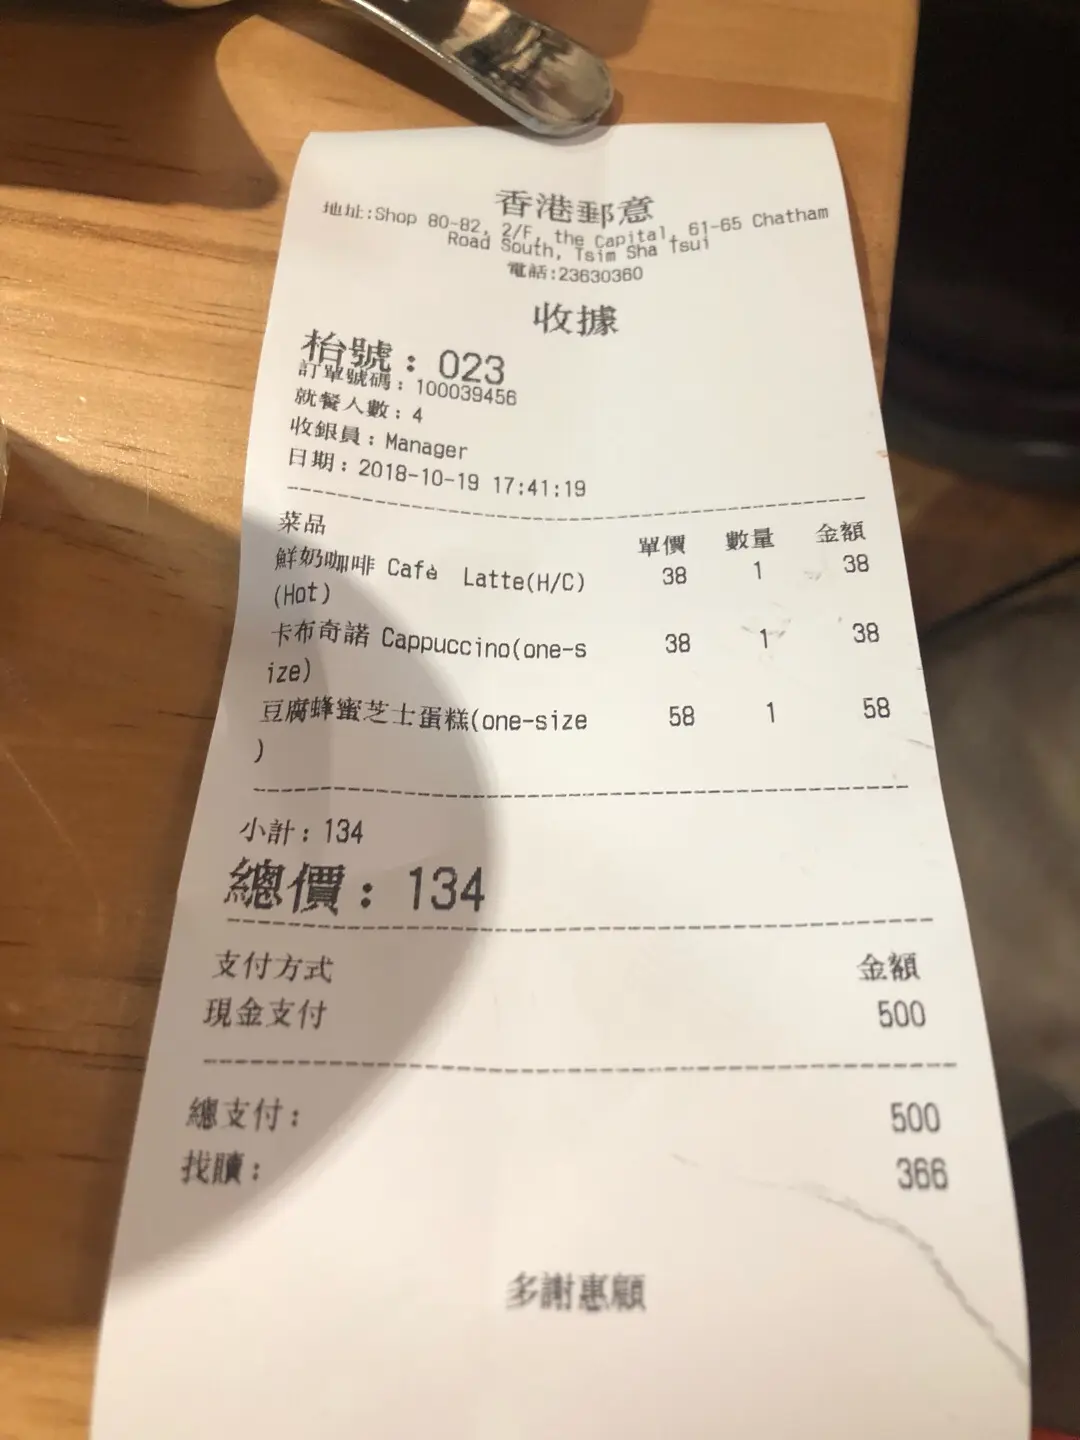 香港郵意
地址:Shop 80-82, 2/F, the Capital, 61-65 Chatham
Road South, Tsim Sha Tsui
電話:23630360
收據
枱號：023
訂單號碼：100039456
就餐人數：4
收銀員：Manager
日期：2018-10-19 17:41:19
菜品 單價 數量 金額
鮮奶咖啡 Cafè Latte(H/C) 38 1 38
(Hot)
卡布奇諾 Cappuccino(one-s 38 1 38
ize)
豆腐蜂蜜芝士蛋糕(one-size 58 1 58
)
小計：134
總價：134
支付方式 金額
現金支付 500
總支付： 500
找贖： 366
多謝惠顧